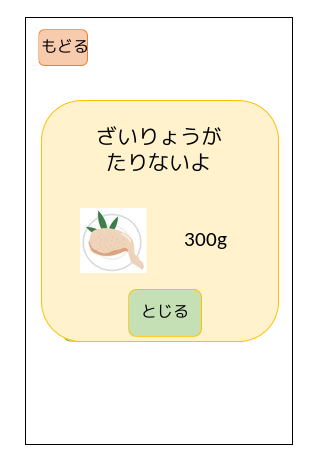 もどる
ざいりょうが
たりないよ
300g
とじる